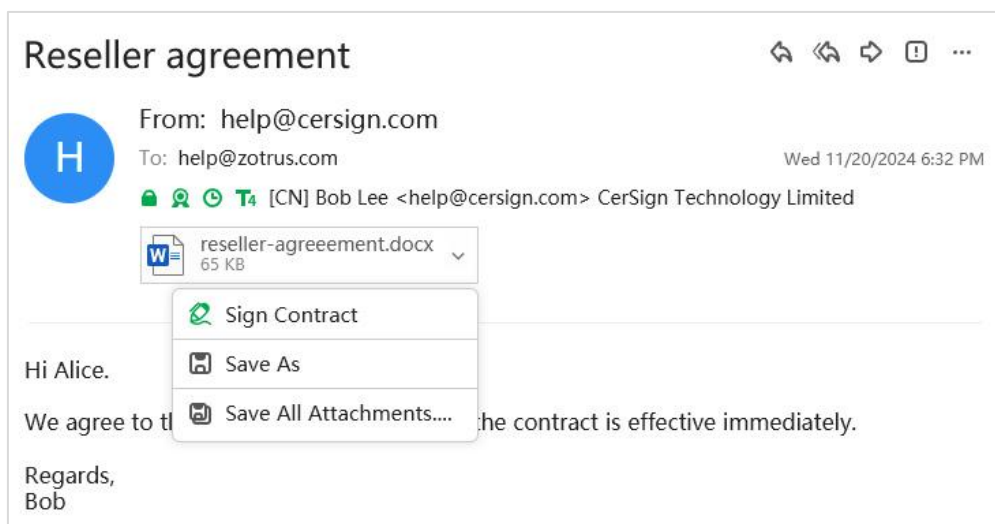 Reseller agreement
H
From: help@cersign.com
To: help@zotrus.com
Wed 11/20/2024 6:32 PM
T4 [CN] Bob Lee <help@cersign.com> CerSign Technology Limited
W
reseller-agreeement.docx
65 KB
Sign Contract
Hi Alice.
Save As
We agree to
Save All Attachments....
the contract is effective immediately.
Regards,
Bob